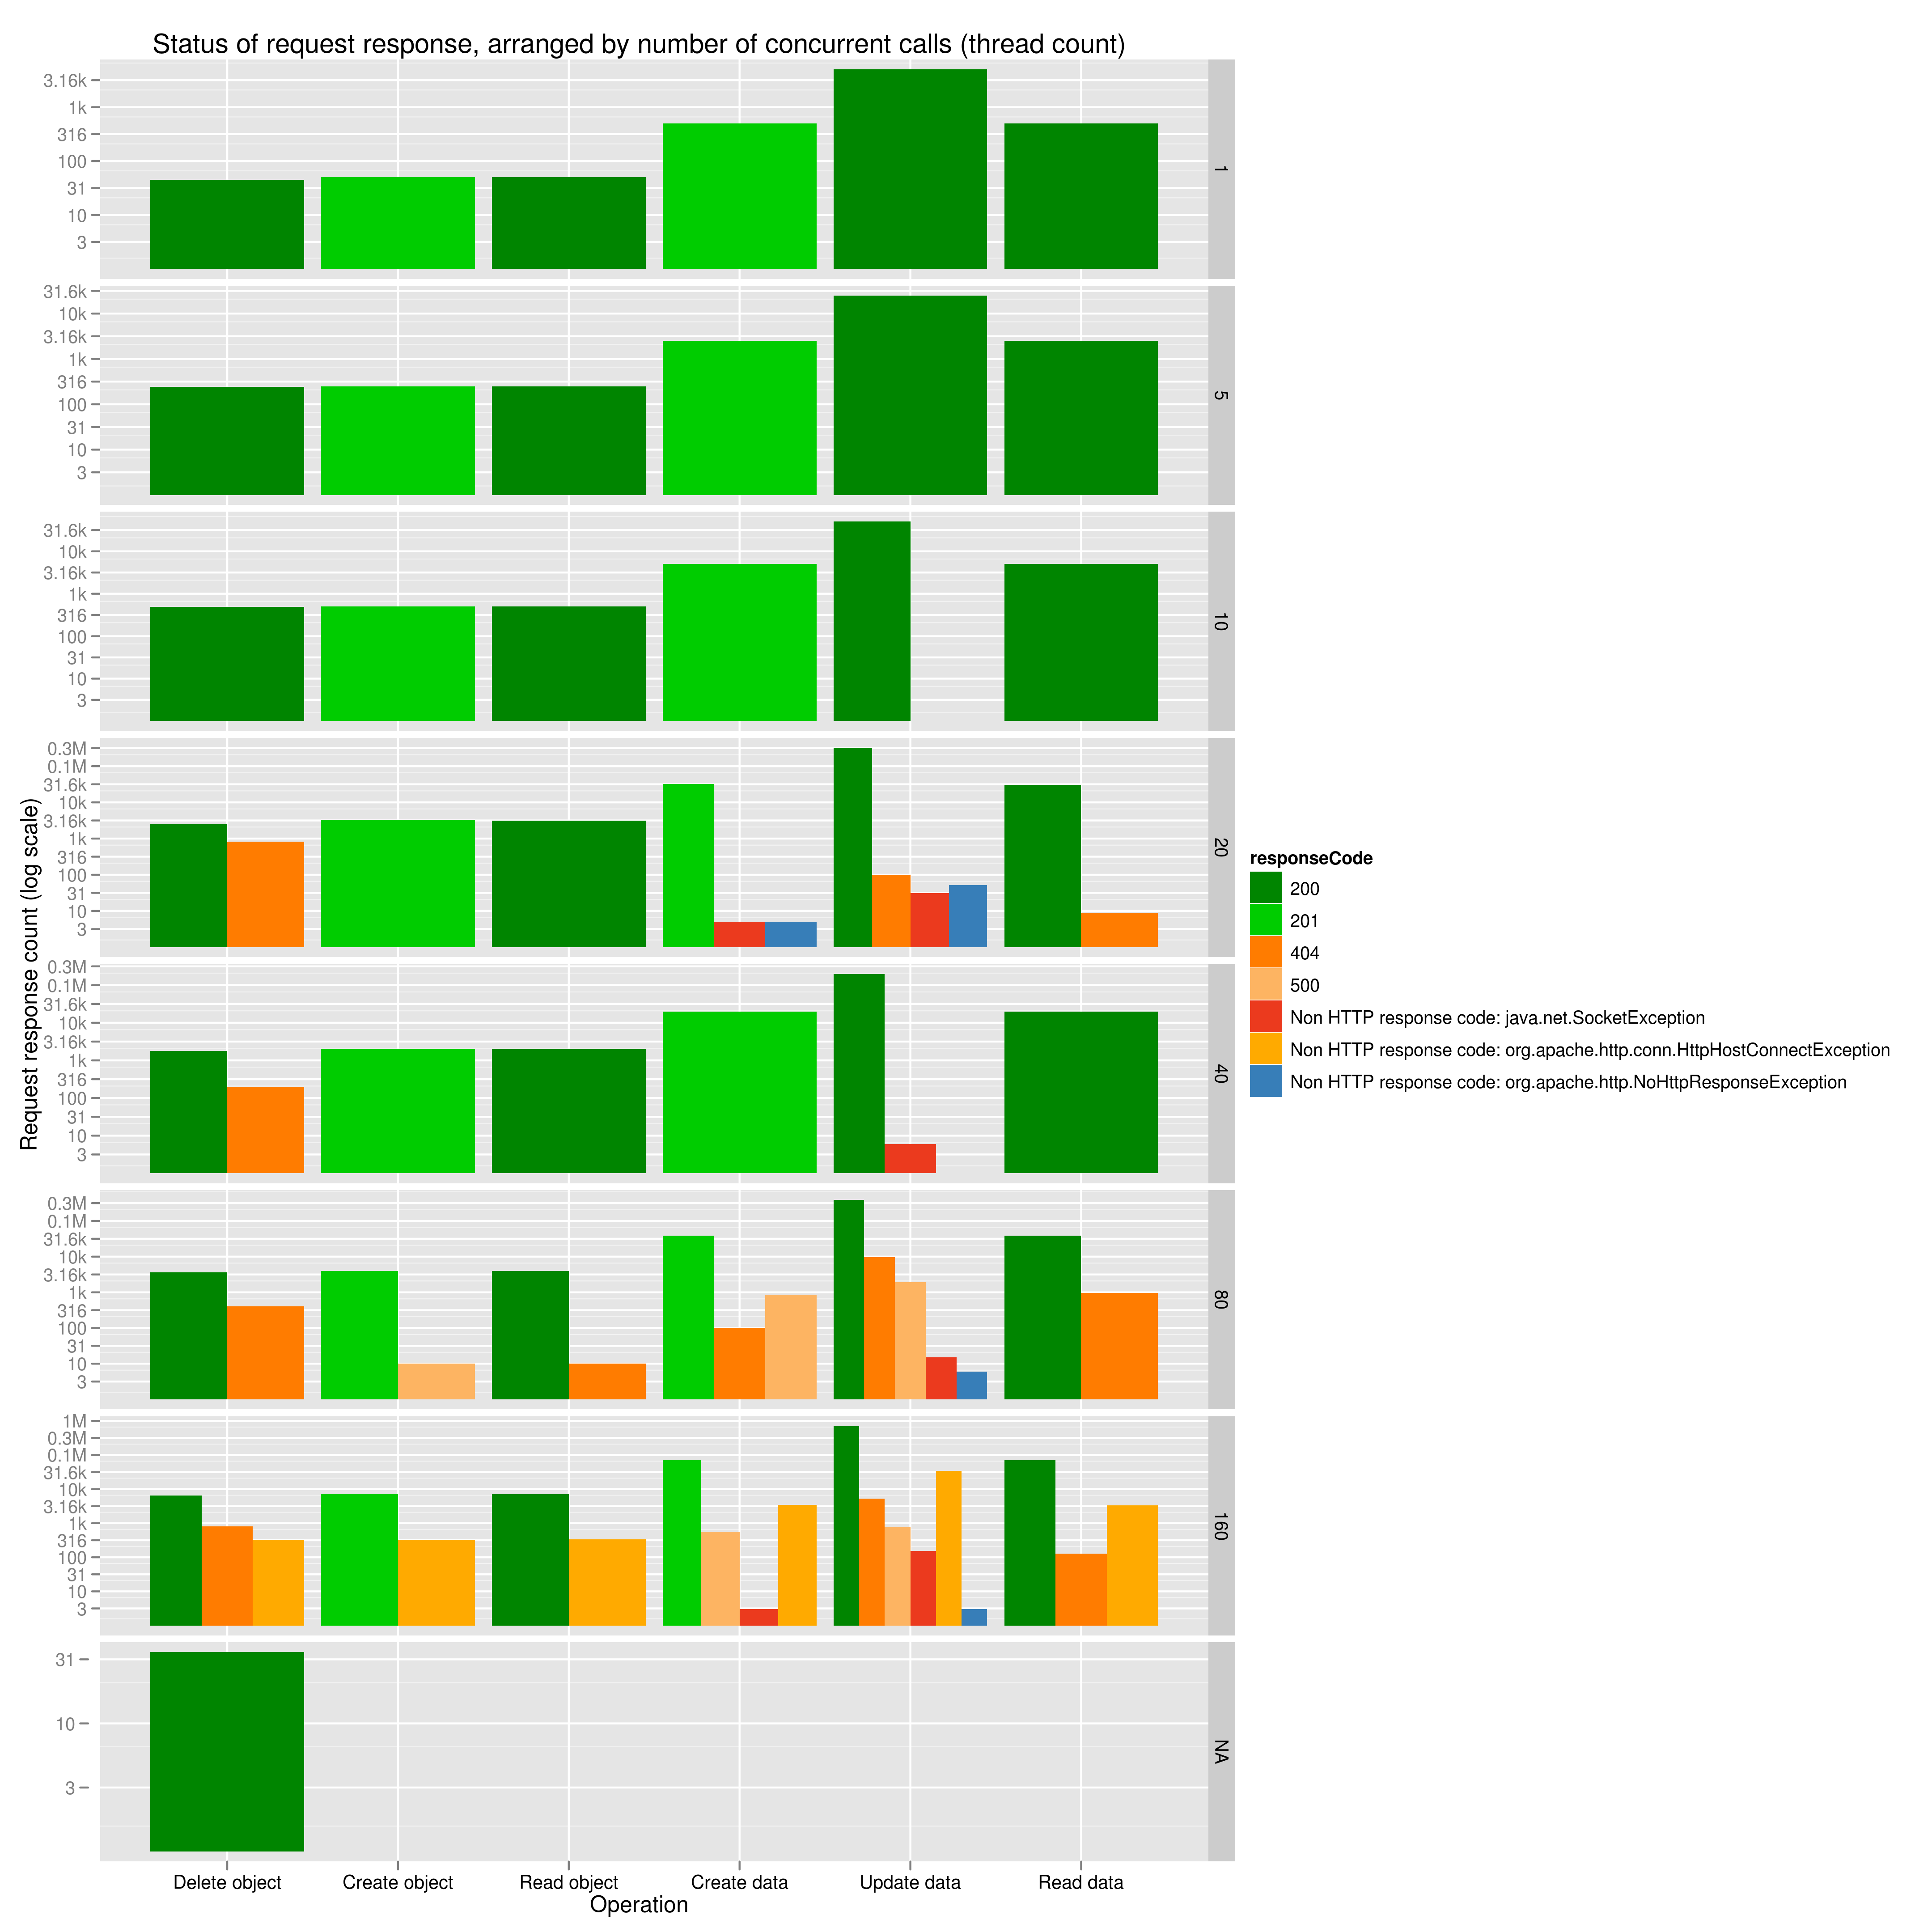 Status of request response, arranged by number of concurrent calls (thread count)
Request response count (log scale)
3.16k
1k
316
100
31
10
3
1
31.6k
10k
3.16k
1k
316
100
31
10
3
5
31.6k
10k
3.16k
1k
316
100
31
10
3
10
0.3M
0.1M
31.6k
10k
3.16k
1k
316
100
31
10
3
20
0.3M
0.1M
31.6k
10k
3.16k
1k
316
100
31
10
3
40
0.3M
0.1M
31.6k
10k
3.16k
1k
316
100
31
10
3
80
1M
0.3M
0.1M
31.6k
10k
3.16k
1k
316
100
31
10
3
160
31
10
3
NA
Delete object Create object Read object Create data Update data Read data
Operation
responseCode
200
201
404
500
Non HTTP response code: java.net.SocketException
Non HTTP response code: org.apache.http.conn.HttpHostConnectException
Non HTTP response code: org.apache.http.NoHttpResponseException